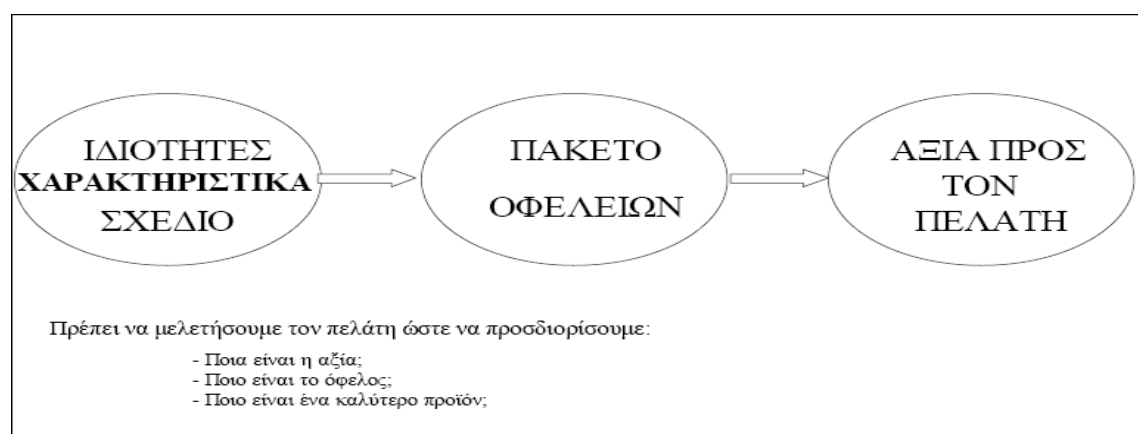 ΙΔΙΟΤΗΤΕΣ
ΧΑΡΑΚΤΗΡΙΣΤΙΚΑ
ΣΧΕΔΙΟ
ΠΑΚΕΤΟ
ΟΦΕΛΕΙΩΝ
ΑΞΙΑ ΠΡΟΣ
ΤΟΝ
ΠΕΛΑΤΗ
Πρέπει να μελετήσουμε τον πελάτη ώστε να προσδιορίσουμε:
- Ποια είναι η αξία;
- Ποιο είναι το όφελος;
- Ποιο είναι ένα καλύτερο προϊόν;